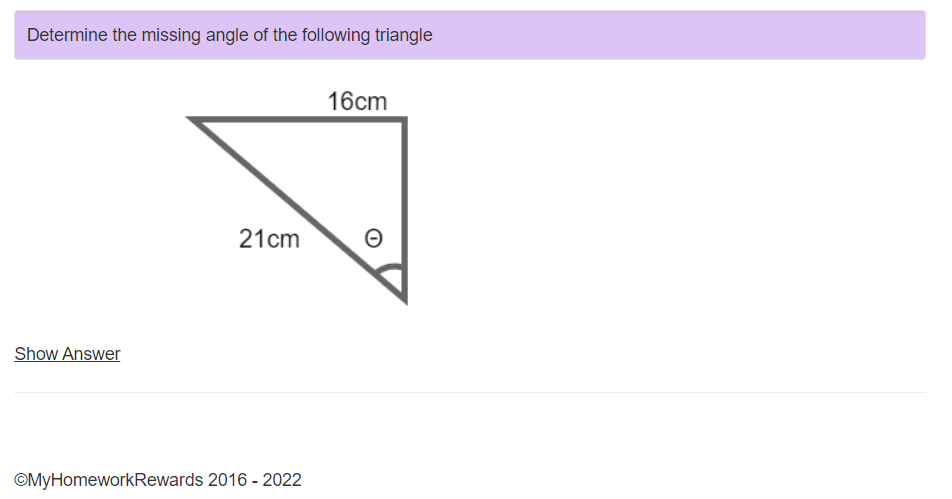 Determine the missing angle of the following triangle
16cm
21cm
Θ
Show Answer
©MyHomeworkRewards 2016 - 2022